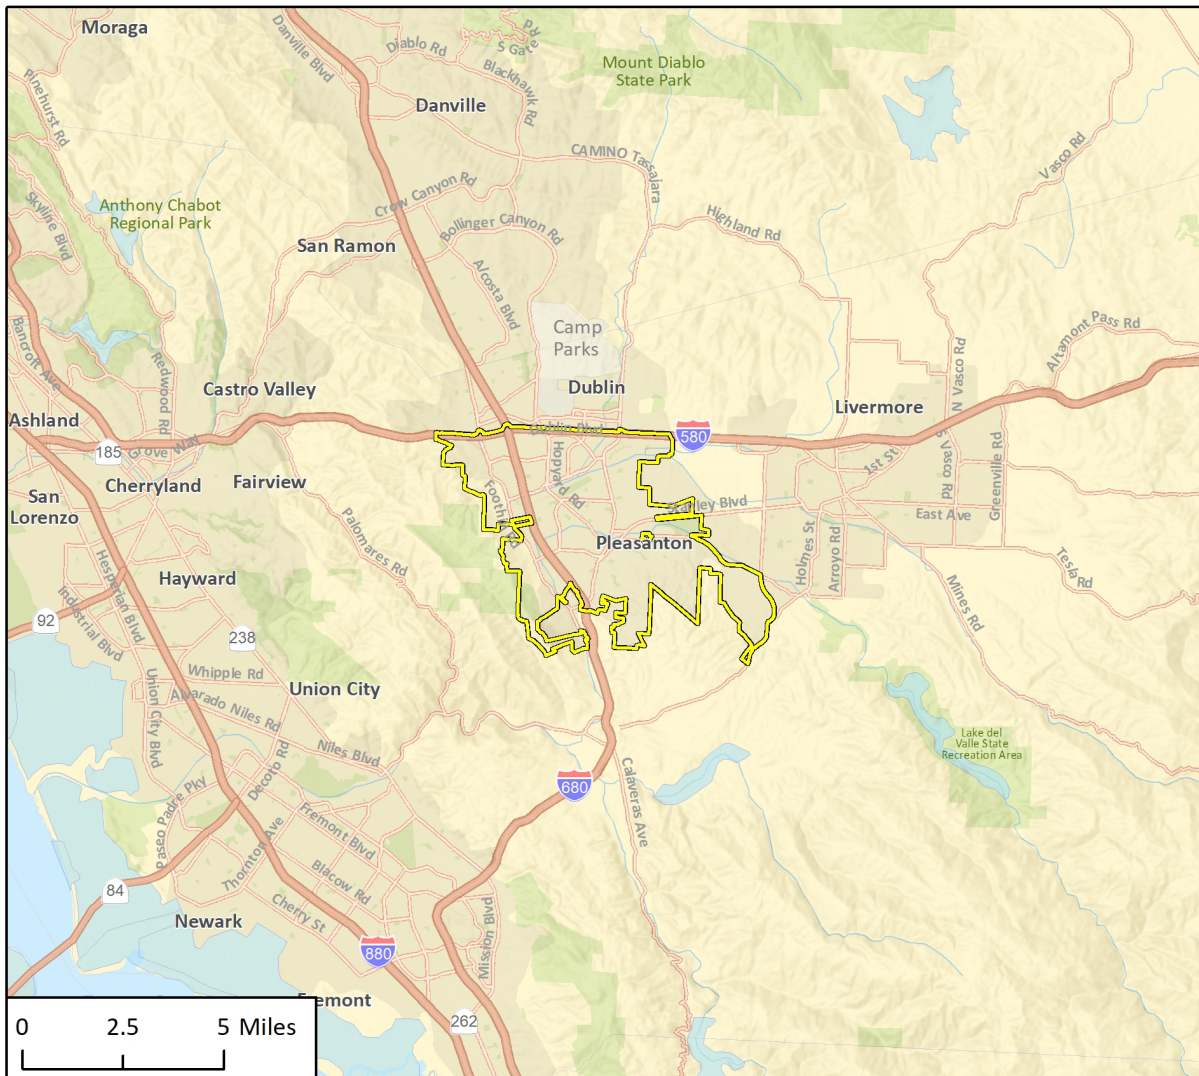 Moraga
Danville Blvd
Diablo Rd
S Gate Rd
Blackhawk Rd
Mount Diablo
State Park
Pinehurst Rd
Danville
Vasco Rd
CAMINO Tassajara
Crow Canyon Rd
Skyline Blvd
Anthony Chabot
Regional Park
Bollinger Canyon Rd
Highland Rd
San Ramon
Alcosta Blvd
Camp
Parks
Altamont Pass Rd
Bancroft Ave
Redwood Rd
N Vasco Rd
Castro Valley
Dublin
Livermore
Ashland
Dublin Blvd
580
185
Grove Way
1st St
S Vasco Rd
Greenville Rd
Cherryland
Fairview
Hopyard Rd
Foothill Rd
San
Lorenzo
Stanley Blvd
East Ave
Palomares Rd
Pleasanton
Holmes St
Arroyo Rd
Tesla Rd
Hesperian Blvd
Hayward
Mines Rd
Industrial Blvd
92
238
Whipple Rd
Union City
Union City Blvd
Alvarado Niles Rd
Niles Blvd
Lake del
Valle State
Recreation Area
Decoto Rd
680
Calaveras Ave
Paseo Padre Pky
Fremont Blvd
Thornton Ave
Blacow Rd
84
Cherry St
Newark
Mission Blvd
880
Fremont
262
0 2.5 5 Miles